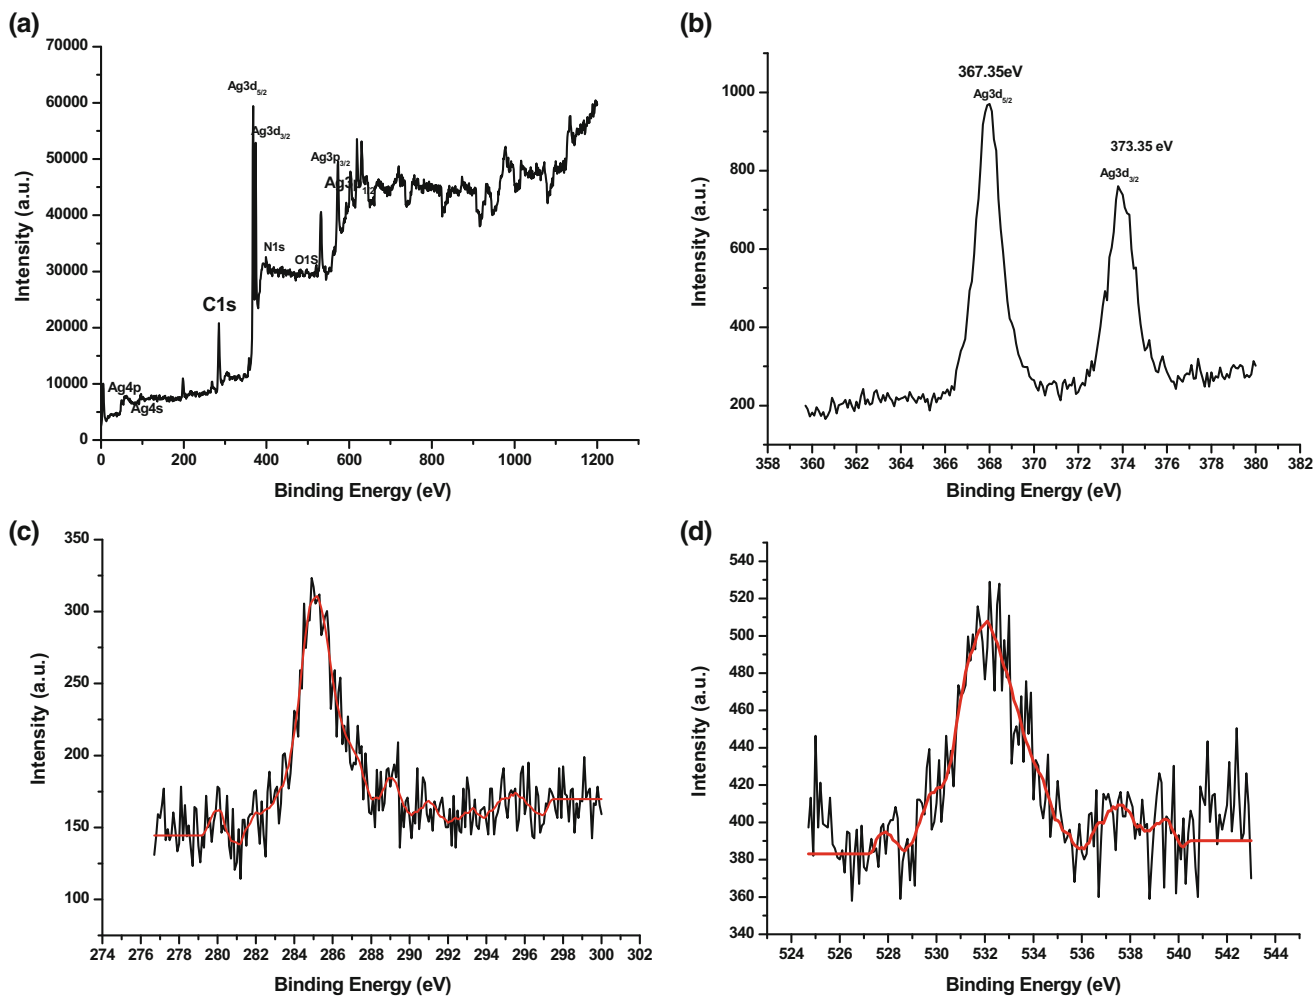 (a)
70000
60000
50000
40000
30000
20000
10000
0
Intensity (a.u.)
Ag3d5/2
Ag3d3/2
Ag3p3/2
Ag3p1/2
N1s
O1S
C1s
Ag4p
Ag4s
0 200 400 600 800 1000 1200
Binding Energy (eV)
(b)
1000
800
600
400
200
Intensity (a.u.)
367.35eV
Ag3d5/2
373.35 eV
Ag3d3/2
358 360 362 364 366 368 370 372 374 376 378 380 382
Binding Energy (eV)
(c)
350
300
250
200
150
100
Intensity (a.u.)
274 276 278 280 282 284 286 288 290 292 294 296 298 300 302
Binding Energy (eV)
(d)
540
520
500
480
460
440
420
400
380
360
340
Intensity (a.u.)
524 526 528 530 532 534 536 538 540 542 544
Binding Energy (eV)